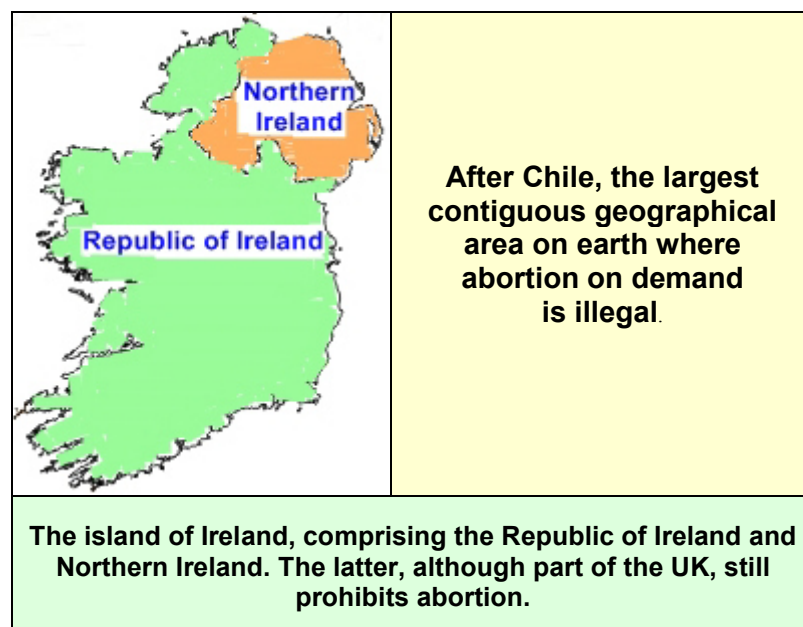 Northern
Ireland
Republic of Ireland
After Chile, the largest
contiguous geographical
area on earth where
abortion on demand
is illegal.
The island of Ireland, comprising the Republic of Ireland and
Northern Ireland. The latter, although part of the UK, still
prohibits abortion.